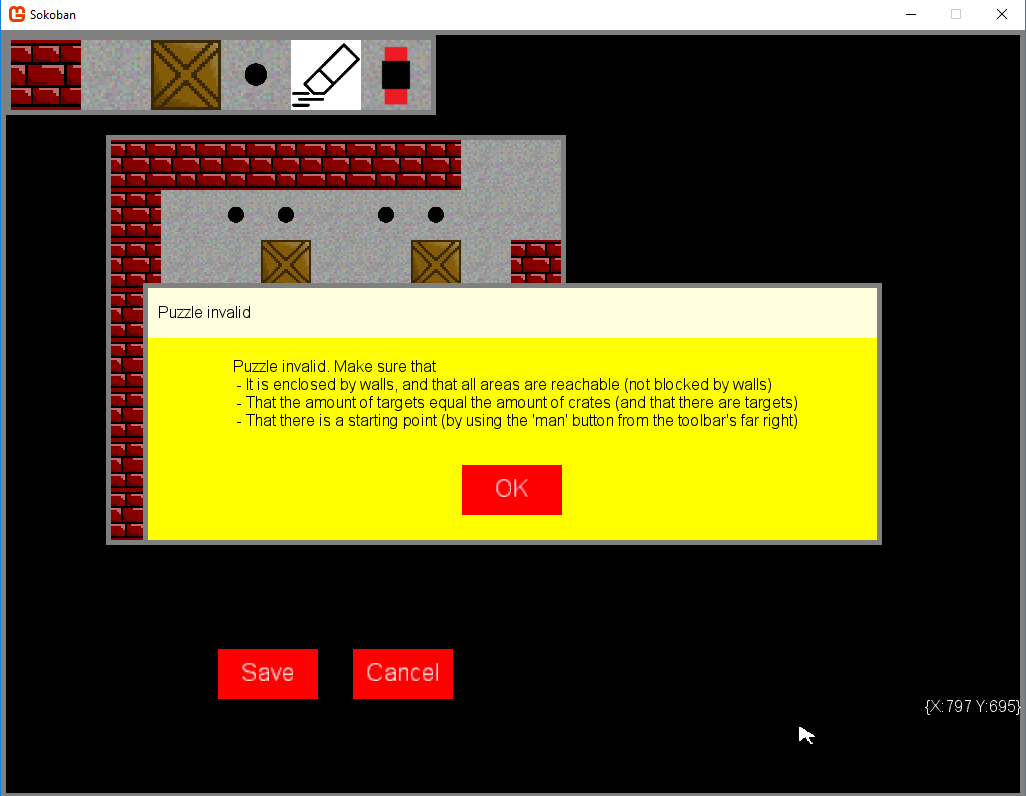 Sokoban
Puzzle invalid
Puzzle invalid. Make sure that
- It is enclosed by walls, and that all areas are reachable (not blocked by walls)
- That the amount of targets equal the amount of crates (and that there are targets)
- That there is a starting point (by using the 'man' button from the toolbar's far right)
OK
Save Cancel
{X:797 Y:695}